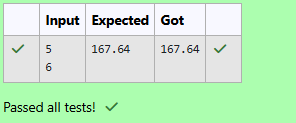 Input Expected Got
5 167.64 167.64
6
Passed all tests!